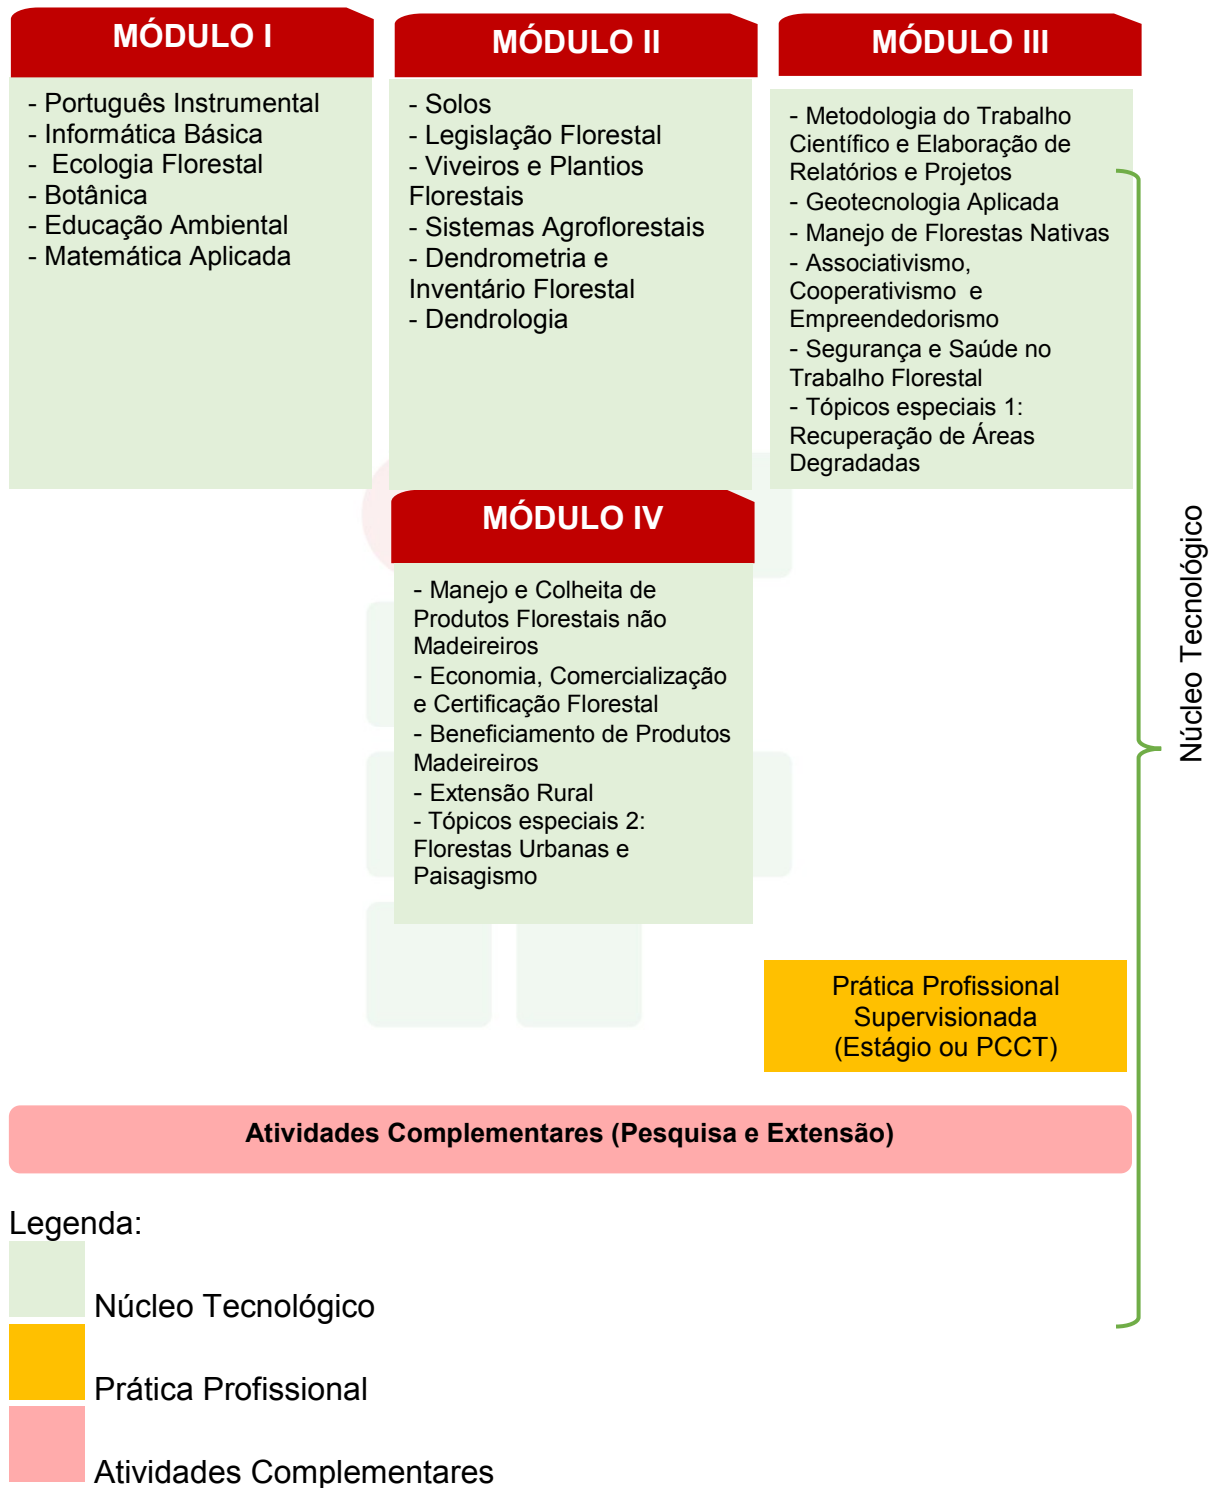 MÓDULO I
- Português Instrumental
- Informática Básica
- Ecologia Florestal
- Botânica
- Educação Ambiental
- Matemática Aplicada
MÓDULO II
- Solos
- Legislação Florestal
- Viveiros e Plantios
Florestais
- Sistemas Agroflorestais
- Dendrometria e
Inventário Florestal
- Dendrologia
MÓDULO III
- Metodologia do Trabalho
Científico e Elaboração de
Relatórios e Projetos
- Geotecnologia Aplicada
- Manejo de Florestas Nativas
- Associativismo,
Cooperativismo e
Empreendedorismo
- Segurança e Saúde no
Trabalho Florestal
- Tópicos especiais 1:
Recuperação de Áreas
Degradadas
MÓDULO IV
- Manejo e Colheita de
Produtos Florestais não
Madeireiros
- Economia, Comercialização
e Certificação Florestal
- Beneficiamento de Produtos
Madeireiros
- Extensão Rural
- Tópicos especiais 2:
Florestas Urbanas e
Paisagismo
Núcleo Tecnológico
Prática Profissional
Supervisionada
(Estágio ou PCCT)
Atividades Complementares (Pesquisa e Extensão)
Legenda:
Núcleo Tecnológico
Prática Profissional
Atividades Complementares